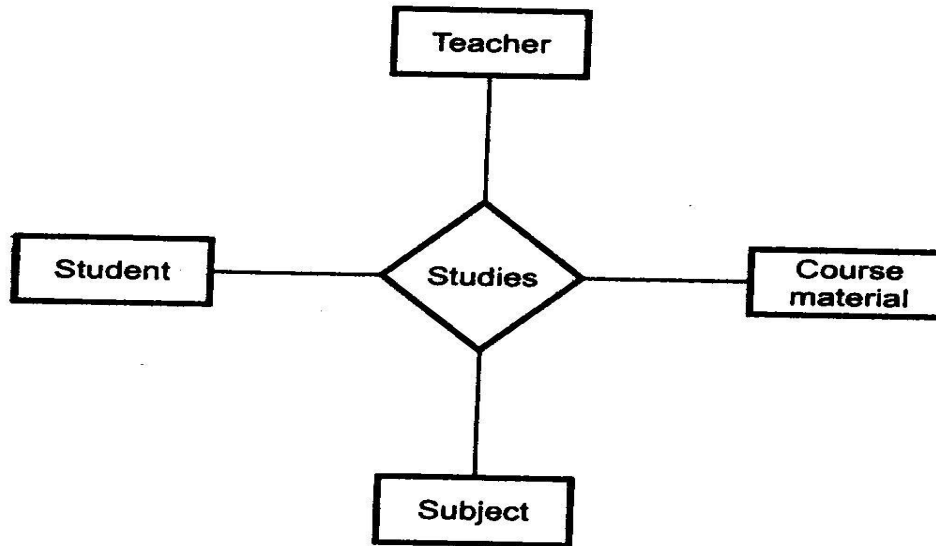 Teacher
Student
Studies
Course
material
Subject